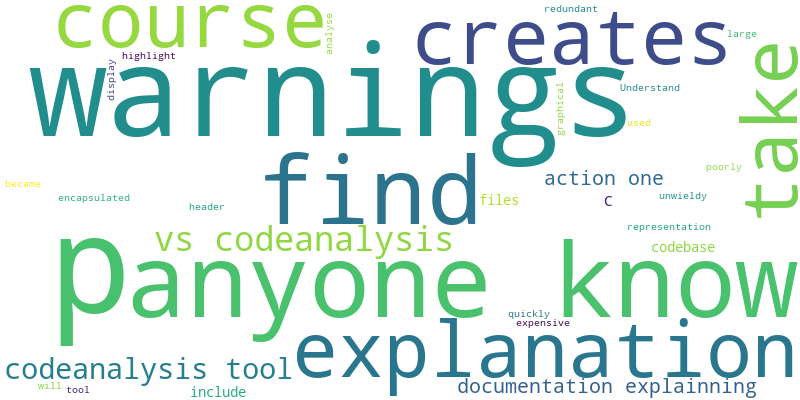 course
analyse
creates
redundant
large
highlight
display
warnings
graphical
Understand
used
take
find
action one
poorly
became
encapsulated
header
files
C
unwieldy
representation
vs codeanalysis
codebase
p
anyone know
quickly
expensive
explanation
codeanalysis tool
will
tool
include
documentation explainning